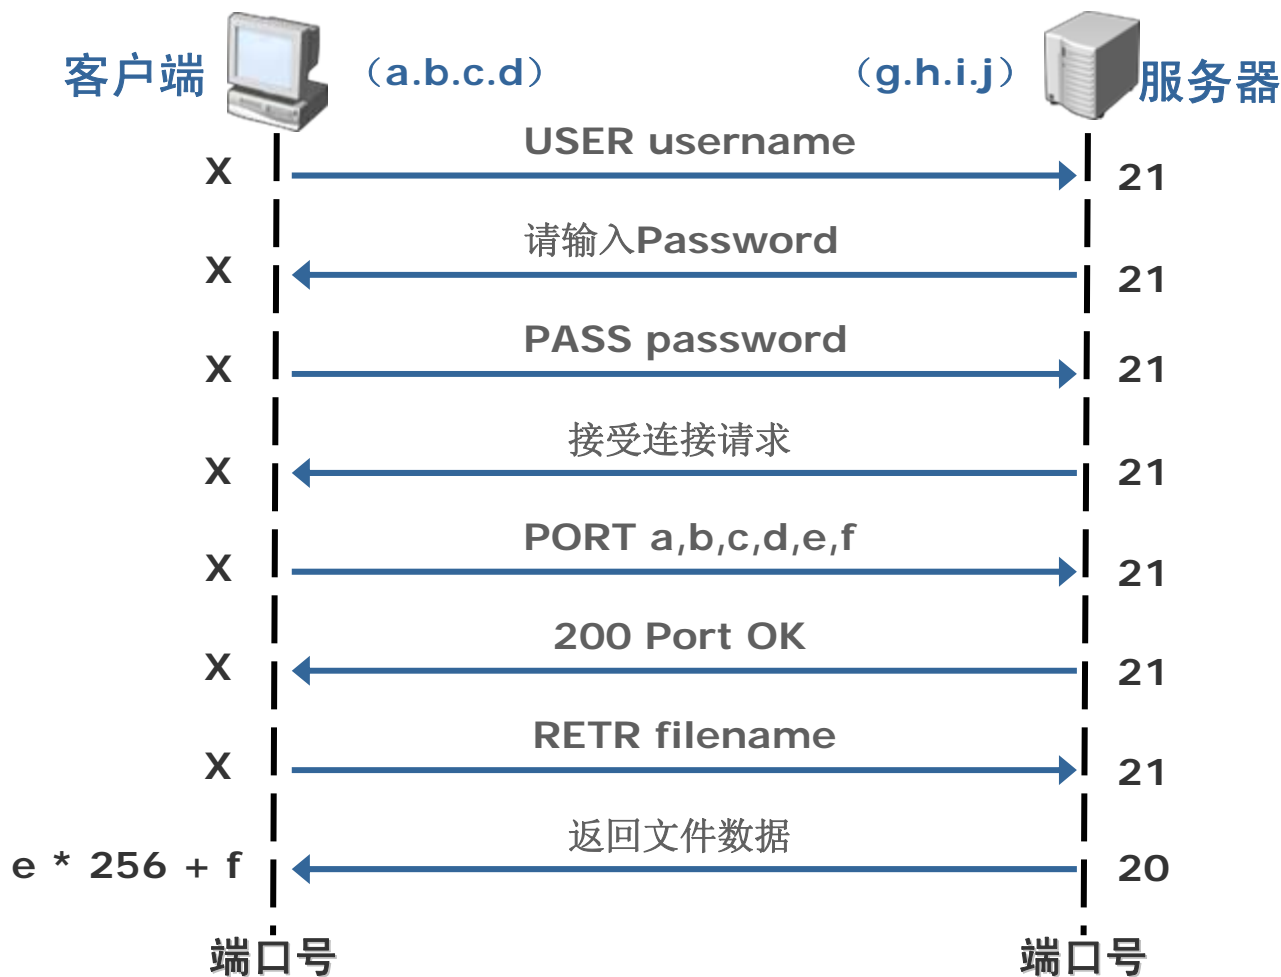 客户端 （a.b.c.d） （g.h.i.j） 服务器
USER username
X 21
请输入Password
X 21
PASS password
X 21
接受连接请求
X 21
PORT a,b,c,d,e,f
X 21
200 Port OK
X 21
RETR filename
X 21
返回文件数据
e * 256 + f 20
端口号 端口号